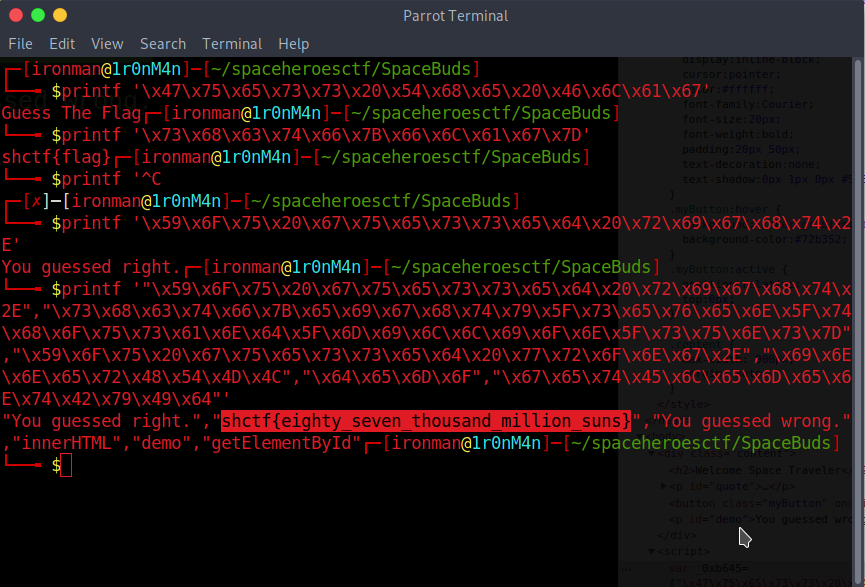 Parrot Terminal
File Edit View Search Terminal Help
┌─[ironman@1r0nM4n]─[~/spaceheroesctf/SpaceBuds]
└──╼ $printf '\x47\x75\x65\x73\x73\x20\x54\x68\x65\x20\x46\x6C\x61\x67'
Guess The Flag┌─[ironman@1r0nM4n]─[~/spaceheroesctf/SpaceBuds]
└──╼ $printf '\x73\x68\x63\x74\x66\x7B\x66\x6C\x61\x67\x7D'
shctf{flag}┌─[ironman@1r0nM4n]─[~/spaceheroesctf/SpaceBuds]
└──╼ $printf '^C
┌─[✗]─[ironman@1r0nM4n]─[~/spaceheroesctf/SpaceBuds]
└──╼ $printf '\x59\x6F\x75\x20\x67\x75\x65\x73\x73\x65\x64\x20\x72\x69\x67\x68\x74\x2
E'
You guessed right.┌─[ironman@1r0nM4n]─[~/spaceheroesctf/SpaceBuds]
└──╼ $printf '"\x59\x6F\x75\x20\x67\x75\x65\x73\x73\x65\x64\x20\x72\x69\x67\x68\x74\x
2E","\x73\x68\x63\x74\x66\x7B\x65\x69\x67\x68\x74\x79\x5F\x73\x65\x76\x65\x6E\x5F\x74
\x68\x6F\x75\x73\x61\x6E\x64\x5F\x6D\x69\x6C\x6C\x69\x6F\x6E\x5F\x73\x75\x6E\x73\x7D"
,"\x59\x6F\x75\x20\x67\x75\x65\x73\x73\x65\x64\x20\x77\x72\x6F\x6E\x67\x2E","\x69\x6E
\x6E\x65\x72\x48\x54\x4D\x4C","\x64\x65\x6D\x6F","\x67\x65\x74\x45\x6C\x65\x6D\x65\x6
E\x74\x42\x79\x49\x64"'
"You guessed right.","shctf{eighty_seven_thousand_million_suns}","You guessed wrong."
,"innerHTML","demo","getElementById"┌─[ironman@1r0nM4n]─[~/spaceheroesctf/SpaceBuds]
└──╼ $
display:inline-block;
cursor:pointer;
font-family:Courier;
font-size:20px;
font-weight:bold;
padding:20px 50px;
text-decoration:none;
text-shadow:0px 1px 0px
}
.myButton:hover {
background-color:#72b352;
}
.myButton:active {
}
</style>
<div class="content">
<h2>Welcome Space Traveler</
<p id="quote">…</p>
<button class="myButton" on
<p id="demo">You guessed wro
</div>
<script>
var _0xb645=